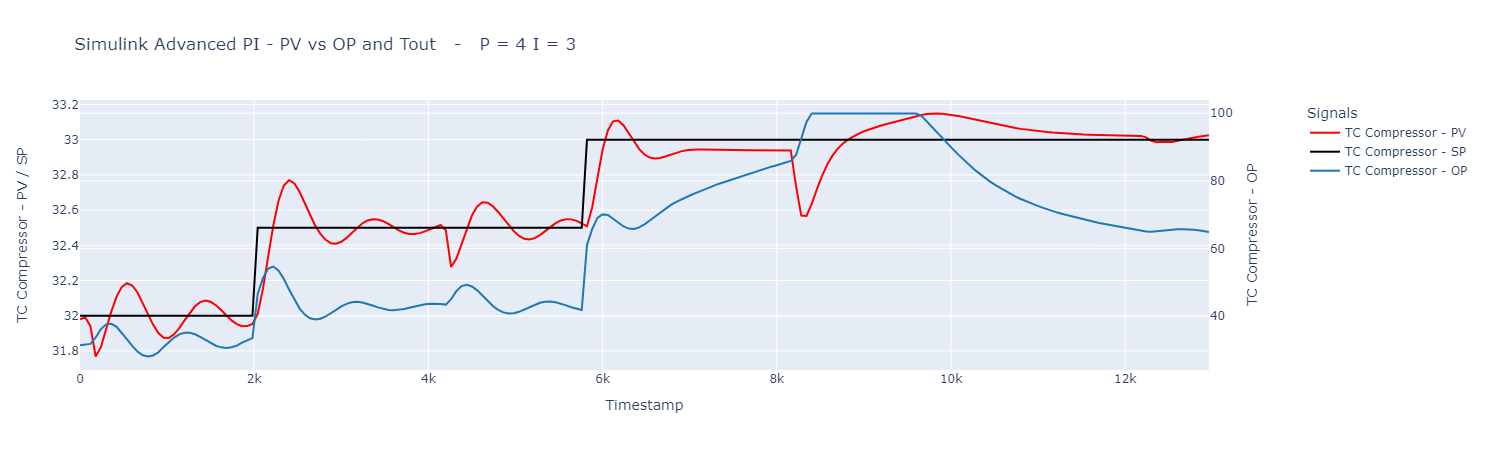 Simulink Advanced PI - PV vs OP and Tout - P = 4 I = 3
TC Compressor - PV / SP
33.2
33
32.8
32.6
32.4
32.2
32
31.8
0
2k
4k
6k
8k
10k
12k
Timestamp
100
80
60
40
TC Compressor - OP
Signals
TC Compressor - PV
TC Compressor - SP
TC Compressor - OP